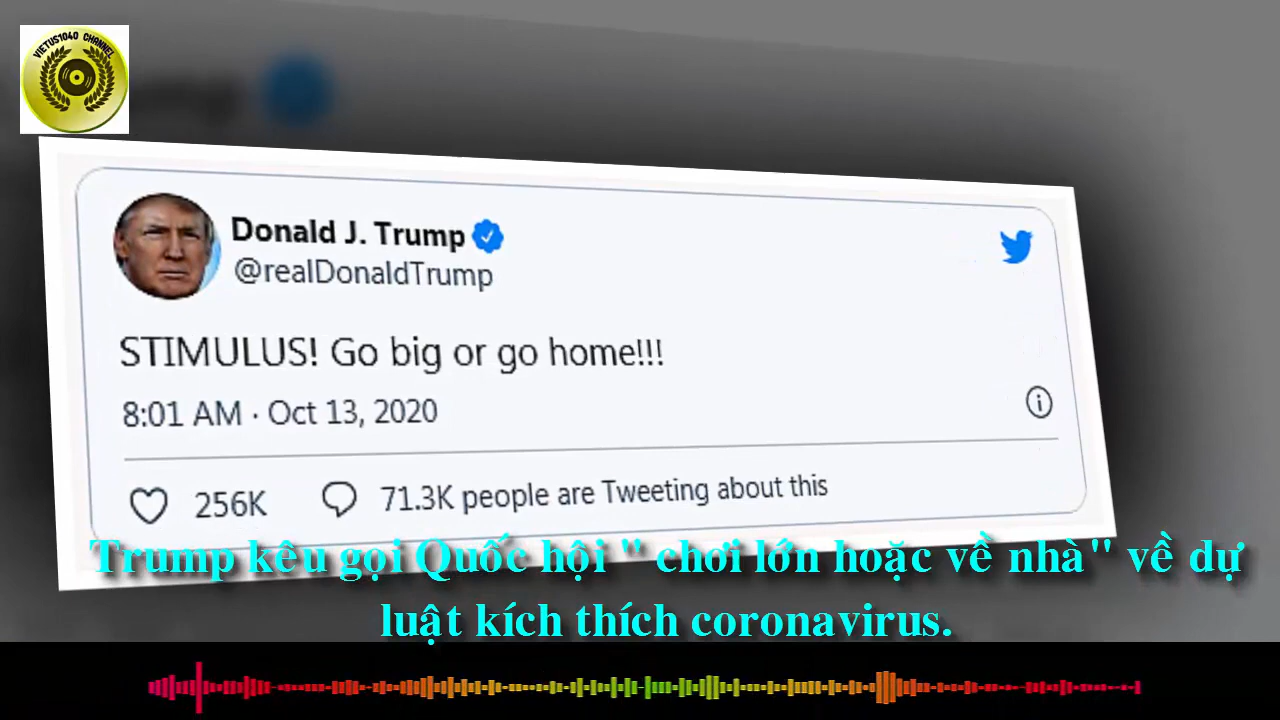 VIETUS1040 CHANNEL
Donald J. Trump
@realDonaldTrump
STIMULUS! Go big or go home!!!
8:01 AM · Oct 13, 2020
256K 71.3K people are Tweeting about this
Trump kêu gọi Quốc hội " chơi lớn hoặc về nhà" về dự
luật kích thích coronavirus.